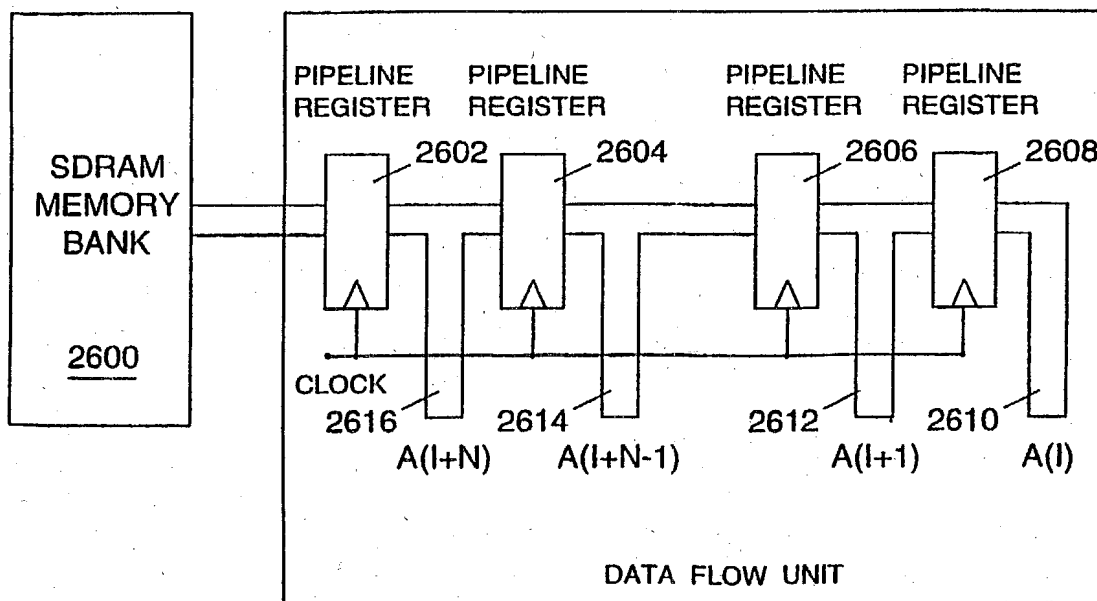 SDRAM
MEMORY
BANK
2600
PIPELINE
REGISTER
2602
PIPELINE
REGISTER
2604
PIPELINE
REGISTER
2606
PIPELINE
REGISTER
2608
CLOCK
2616
A(I+N)
2614
A(I+N-1)
2612
A(I+1)
2610
A(I)
DATA FLOW UNIT